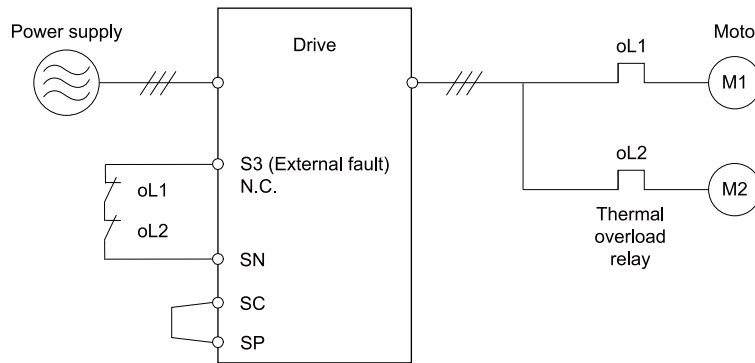 Power supply
Drive
oL1
Moto
M1
S3 (External fault)
N.C.
oL1
oL2
oL2
M2
Thermal
overload
relay
SN
SC
SP